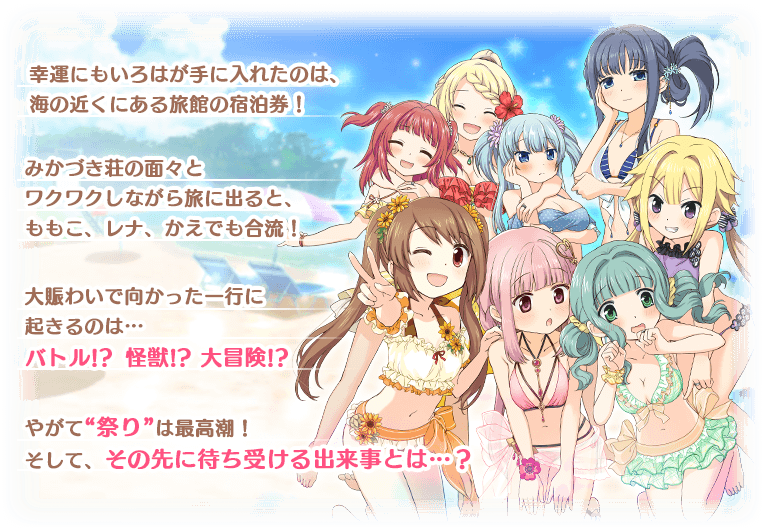 幸運にもいろはが手に入れたのは、
海の近くにある旅館の宿泊券！
みかづき荘の面々と
ワクワクしながら旅に出ると、
ももこ、レナ、かえでも合流！
大賑わいで向かった一行に
起きるのは…
バトル!? 怪獣!? 大冒険!?
やがて“祭り”は最高潮！
そして、その先に待ち受ける出来事とは…？